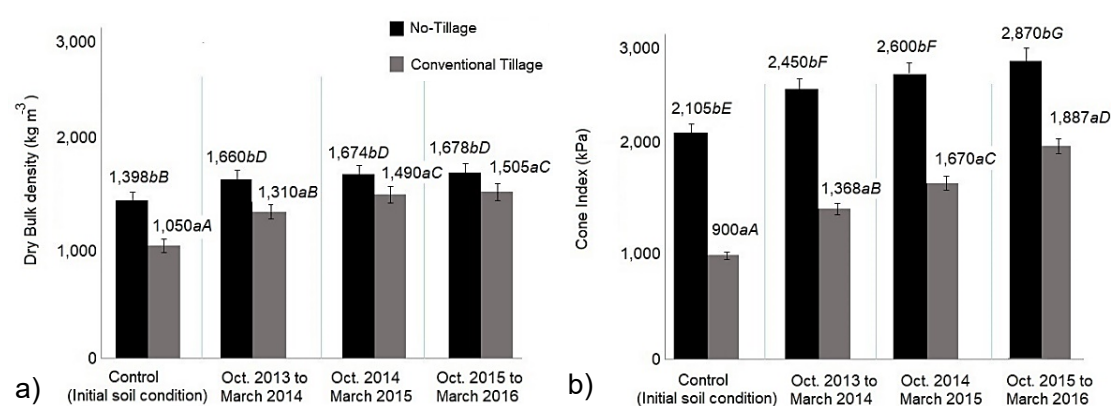 No-Tillage
Conventional Tillage
Dry Bulk density (kg m-3)
3,000
2,000
1,000
0
1,398bB
1,050aA
1,660bD
1,310aB
1,674bD
1,490aC
1,678bD
1,505aC
Control
(Initial soil condition)
Oct. 2013 to
March 2014
Oct. 2014
March 2015
Oct. 2015 to
March 2016
a)
Cone Index (kPa)
3,000
2,000
1,000
0
2,105bE
900aA
2,450bF
1,368aB
2,600bF
1,670aC
2,870bG
1,887aD
Control
(Initial soil condition)
Oct. 2013 to
March 2014
Oct. 2014
March 2015
Oct. 2015 to
March 2016
b)